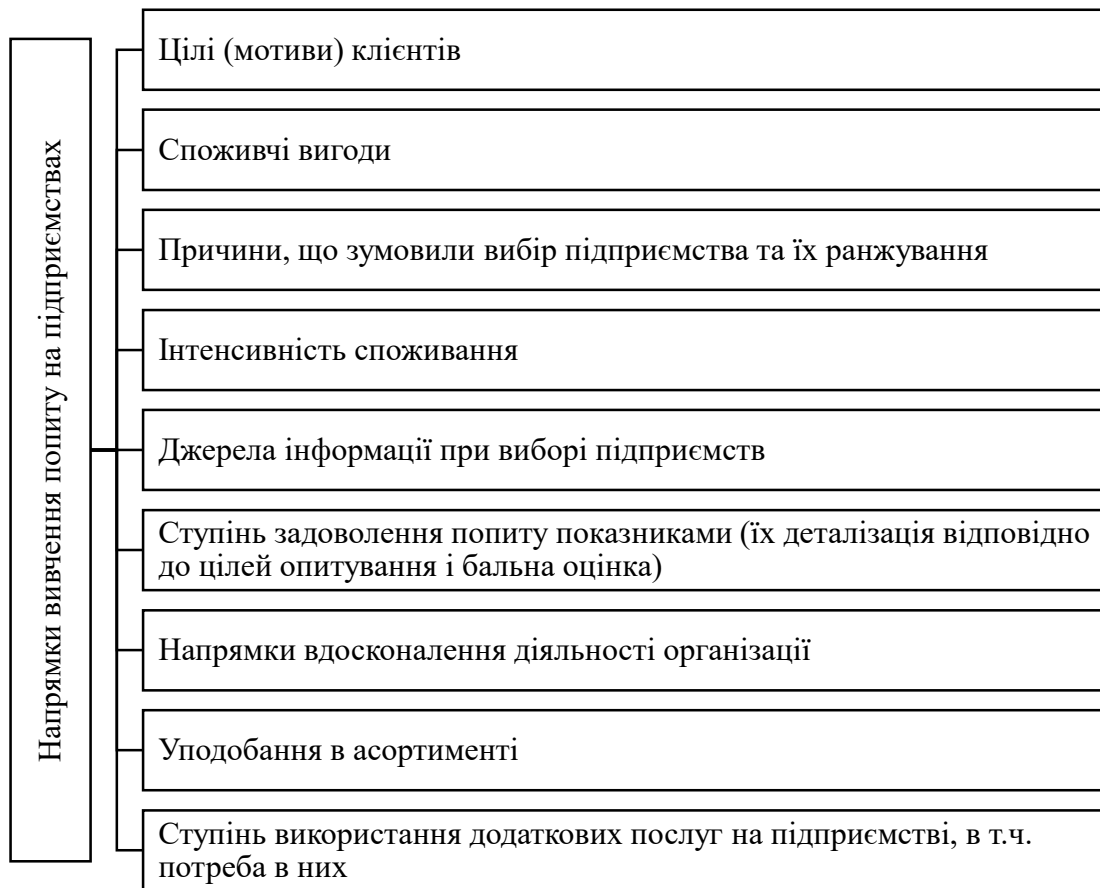 Напрямки вивчення попиту на підприємствах
Цілі (мотиви) клієнтів
Споживчі вигоди
Причини, що зумовили вибір підприємства та їх ранжування
Інтенсивність споживання
Джерела інформації при виборі підприємств
Ступінь задоволення попиту показниками (їх деталізація відповідно
до цілей опитування і бальна оцінка)
Напрямки вдосконалення діяльності організації
Уподобання в асортименті
Ступінь використання додаткових послуг на підприємстві, в т.ч.
потреба в них